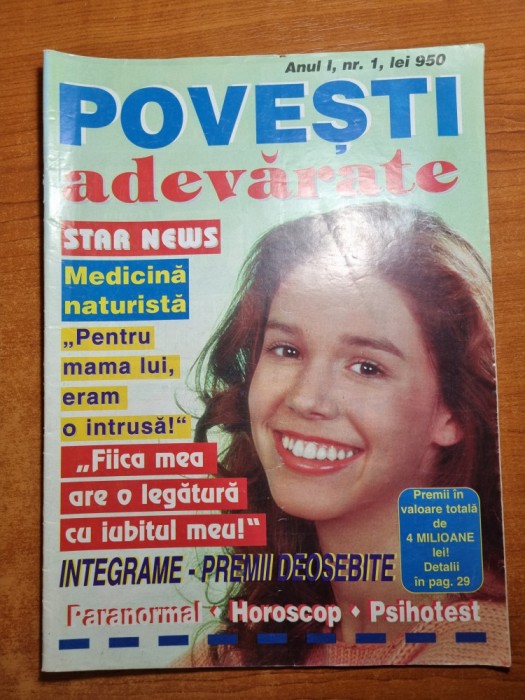 Anul I, nr. 1, lei 950
POVEȘTI
adevărate
STAR NEWS
Medicină
naturistă
„Pentru
mama lui,
eram
o intrusă!“
„Fiica mea
are o legătură
cu iubitul meu!“
Premii în
valoare totală
de
4 MILIOANE
lei!
Detalii
în pag. 29
INTEGRAME - PREMII DEOSEBITE
Paranormal • Horoscop • Psihotest